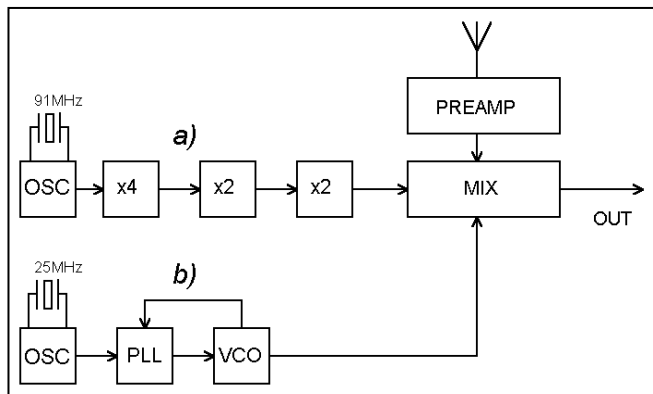 91MHz
a)
PREAMP
OSC
x4
x2
x2
MIX
OUT
25MHz
b)
OSC
PLL
VCO